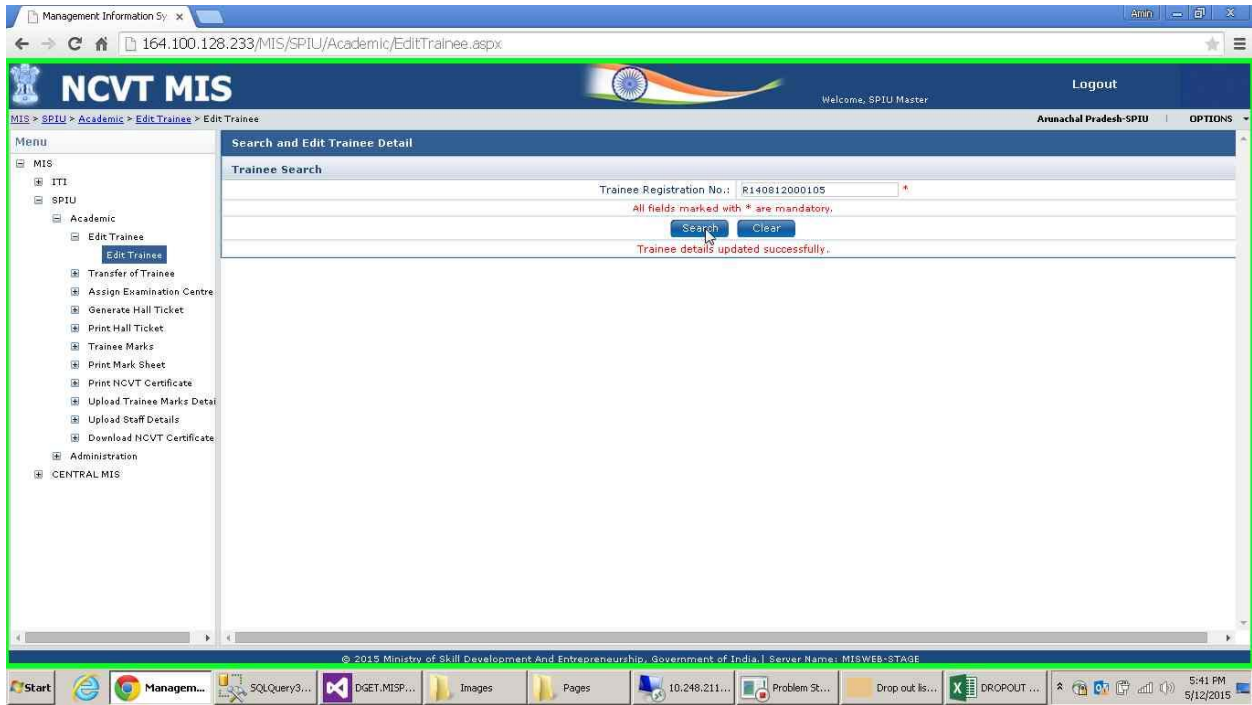 Management Information Sy ×
Amin
164.100.128.233/MIS/SPIU/Academic/EditTrainee.aspx
NCVT MIS
Welcome, SPIU Master
Logout
MIS > SPIU > Academic > Edit Trainee > Edit Trainee
Arunachal Pradesh-SPIU | OPTIONS
Menu
MIS
ITI
SPIU
Academic
Edit Trainee
Edit Trainee
Transfer of Trainee
Assign Examination Centre
Generate Hall Ticket
Print Hall Ticket
Trainee Marks
Print Mark Sheet
Print NCVT Certificate
Upload Trainee Marks Detai
Upload Staff Details
Download NCVT Certificate
Administration
CENTRAL MIS
Search and Edit Trainee Detail
Trainee Search
Trainee Registration No.: R140812000105 *
All fields marked with * are mandatory.
Search Clear
Trainee details updated successfully.
© 2015 Ministry of Skill Development And Entrepreneurship, Government of India.| Server Name: MISWEB-STAGE
Start Managem... SQLQuery3... DGET.MISP... Images Pages 10.248.211... Problem St... Drop out lis... DROPOUT ... 5:41 PM
5/12/2015